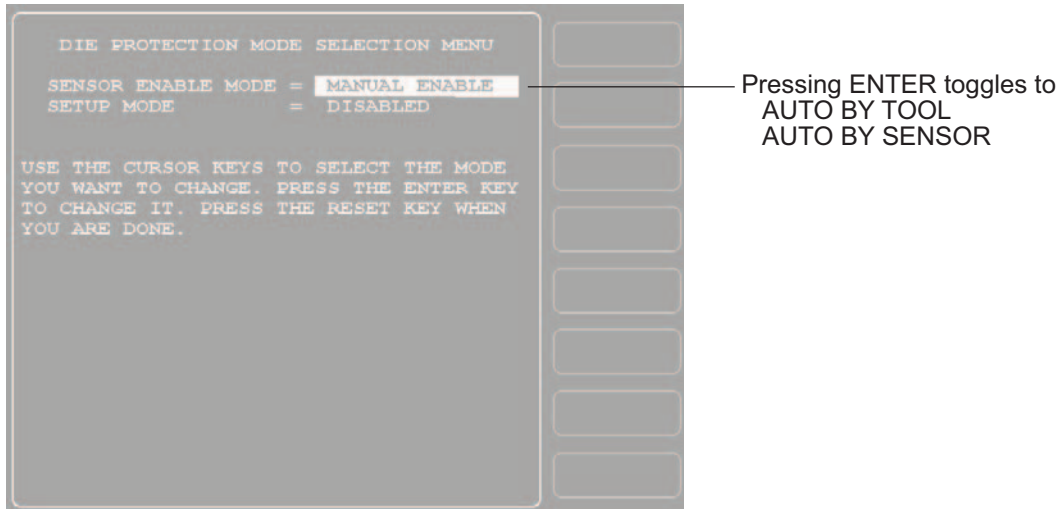 DIE PROTECTION MODE SELECTION MENU
SENSOR ENABLE MODE = MANUAL ENABLE
SETUP MODE = DISABLED
USE THE CURSOR KEYS TO SELECT THE MODE
YOU WANT TO CHANGE. PRESS THE ENTER KEY
TO CHANGE IT. PRESS THE RESET KEY WHEN
YOU ARE DONE.
Pressing ENTER toggles to
AUTO BY TOOL
AUTO BY SENSOR